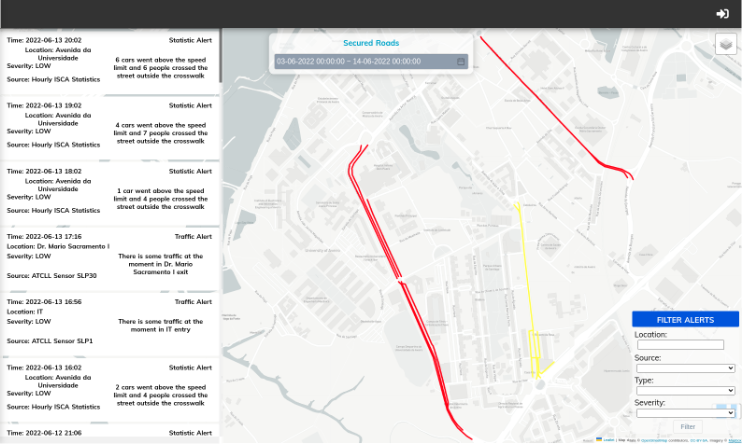 Time: 2022-06-13 20:02 Statistic Alert
Location: Avenida da
Universidade
Severity: LOW
6 cars went above the speed
limit and 6 people crossed the
street outside the crosswalk
Source: Hourly ISCA Statistics
Time: 2022-06-13 19:02 Statistic Alert
Location: Avenida da
Universidade
Severity: LOW
4 cars went above the speed
limit and 7 people crossed the
street outside the crosswalk
Source: Hourly ISCA Statistics
Time: 2022-06-13 18:02 Statistic Alert
Location: Avenida da
Universidade
Severity: LOW
1 car went above the speed
limit and 4 people crossed the
street outside the crosswalk
Source: Hourly ISCA Statistics
Time: 2022-06-13 17:16 Traffic Alert
Location: Dr. Mario Sacramento I
Severity: LOW
There is some traffic at the
moment in Dr. Mario
Sacramento I exit
Source: ATCLL Sensor SLP30
Time: 2022-06-13 16:56 Traffic Alert
Location: IT
Severity: LOW
There is some traffic at the
moment in IT entry
Source: ATCLL Sensor SLP1
Time: 2022-06-13 16:02 Statistic Alert
Location: Avenida da
Universidade
Severity: LOW
2 cars went above the speed
limit and 4 people crossed the
street outside the crosswalk
Source: Hourly ISCA Statistics
Time: 2022-06-12 21:06 Statistic Alert
Secured Roads
03-06-2022 00:00:00 ~ 14-06-2022 00:00:00
FILTER ALERTS
Location:
Source:
Type:
Severity:
Filter